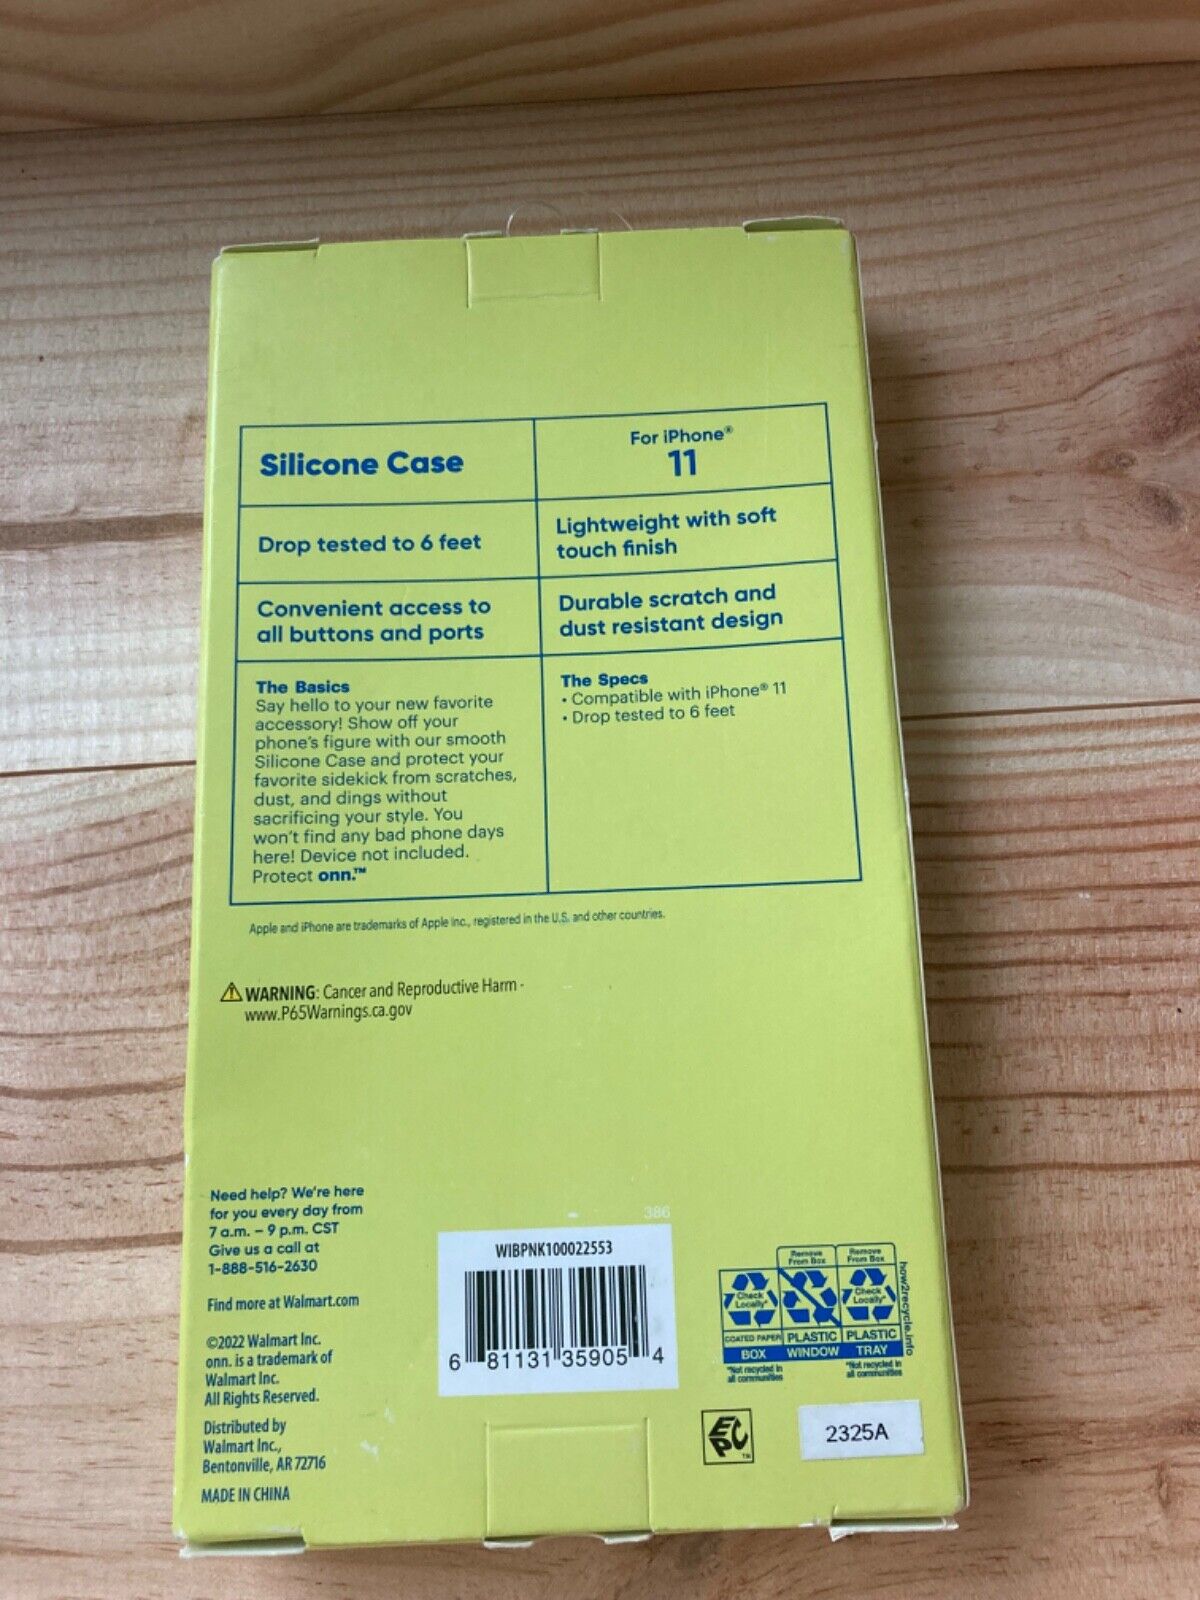 Silicone Case
For iPhone®
11
Drop tested to 6 feet
Lightweight with soft
touch finish
Convenient access to
all buttons and ports
Durable scratch and
dust resistant design
The Basics
Say hello to your new favorite
accessory! Show off your
phone's figure with our smooth
Silicone Case and protect your
favorite sidekick from scratches,
dust, and dings without
sacrificing your style. You
won't find any bad phone days
here! Device not included.
Protect onn.™
The Specs
• Compatible with iPhone® 11
• Drop tested to 6 feet
Apple and iPhone are trademarks of Apple Inc., registered in the U.S. and other countries.
WARNING: Cancer and Reproductive Harm -
www.P65Warnings.ca.gov
Need help? We're here
for you every day from
7 a.m. – 9 p.m. CST
Give us a call at
1-888-516-2630
Find more at Walmart.com
©2022 Walmart Inc.
onn. is a trademark of
Walmart Inc.
All Rights Reserved.
Distributed by
Walmart Inc.,
Bentonville, AR 72716
MADE IN CHINA
386
WIBPNK100022553
6 81131 35905 4
Remove
From Box
Remove
From Box
Check
Locally*
Check
Locally*
COATED PAPER
PLASTIC
PLASTIC
BOX
WINDOW
TRAY
*Not recycled in
all communities
*Not recycled in
all communities
how2recycle.info
EPC
TM
2325A